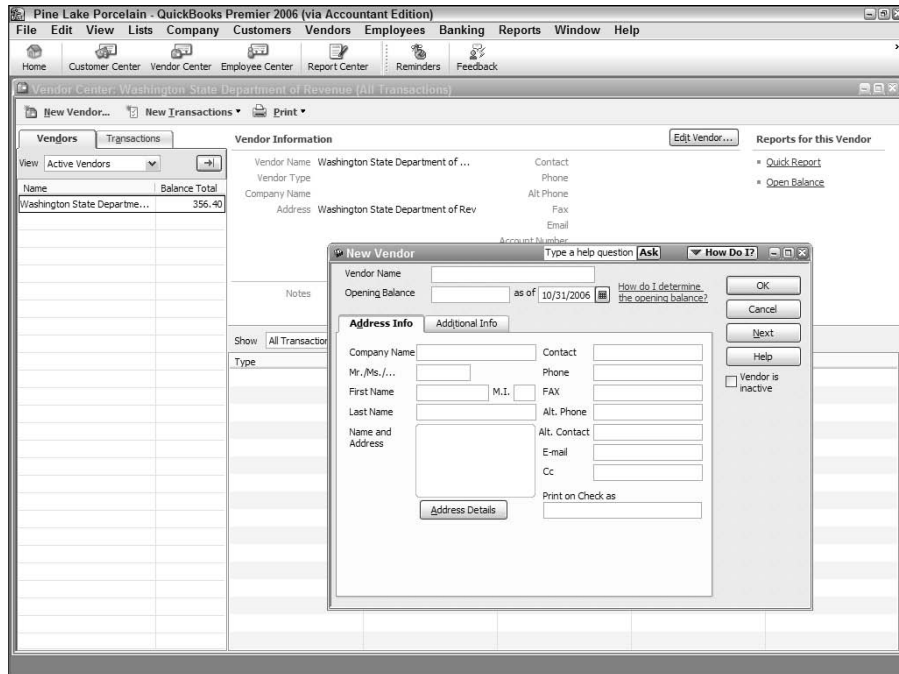 Pine Lake Porcelain - QuickBooks Premier 2006 (via Accountant Edition)
File Edit View Lists Company Customers Vendors Employees Banking Reports Window Help
Home Customer Center Vendor Center Employee Center Report Center Reminders Feedback
Vendor Center: Washington State Department of Revenue (All Transactions)
New Vendor... New Transactions Print
Vendors Transactions
View Active Vendors
Name Balance Total
Washington State Departme... 356.40
Vendor Information Edit Vendor...
Vendor Name Washington State Department of ... Contact
Vendor Type Phone
Company Name Alt Phone
Address Washington State Department of Rev Fax
Email
Account Number
Notes
Reports for this Vendor
Quick Report
Open Balance
Show All Transaction
Type
New Vendor Type a help question Ask How Do I?
Vendor Name
Opening Balance as of 10/31/2006 How do I determine
the opening balance?
OK
Cancel
Next
Help
Vendor is
inactive
Address Info Additional Info
Company Name Contact
Mr./Ms./... Phone
First Name M.I. FAX
Last Name Alt. Phone
Name and
Address
Alt. Contact
E-mail
Cc
Address Details
Print on Check as